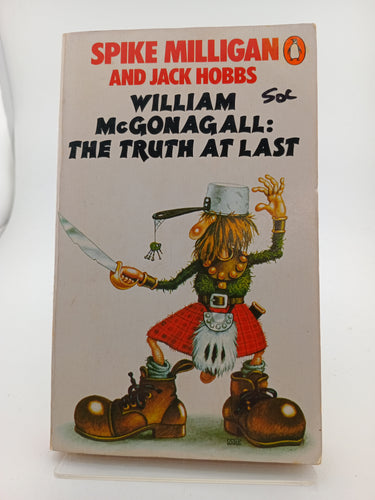 SPIKE MILLIGAN
AND JACK HOBBS
WILLIAM
McGONAGALL:
THE TRUTH AT LAST